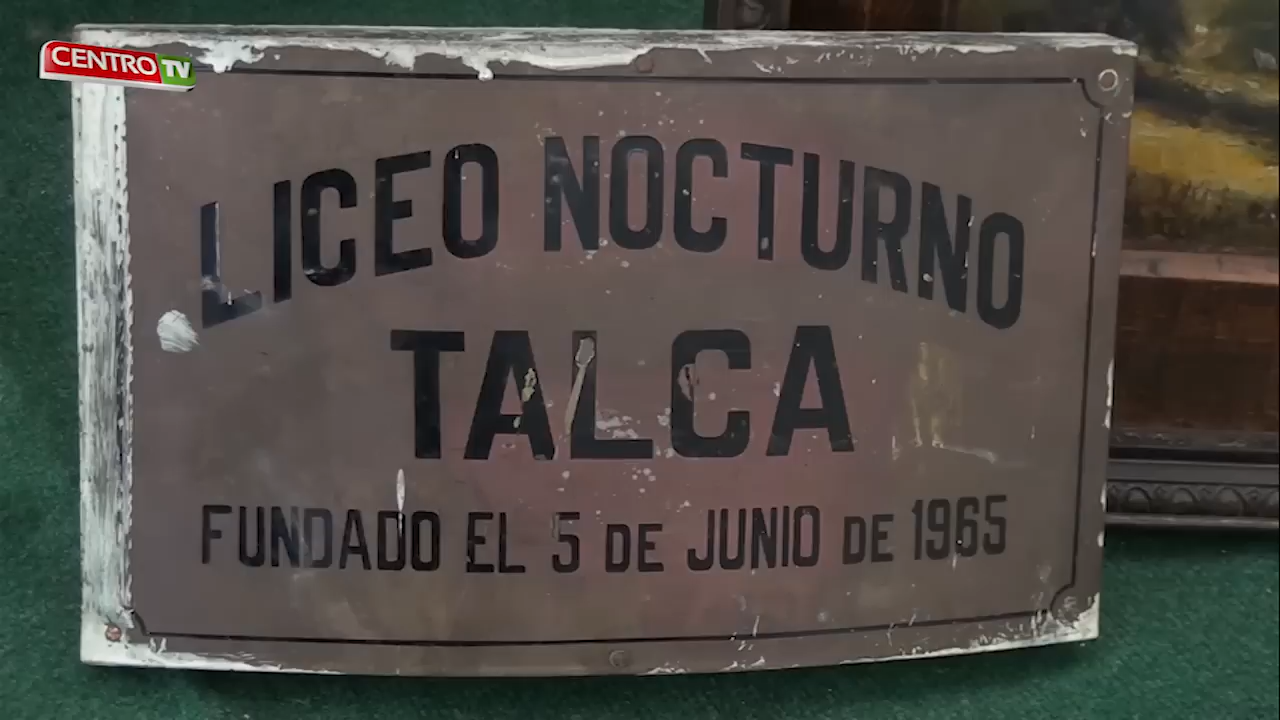 CENTRO TV
LICEO NOCTURNO
TALCA
FUNDADO EL 5 DE JUNIO DE 1965